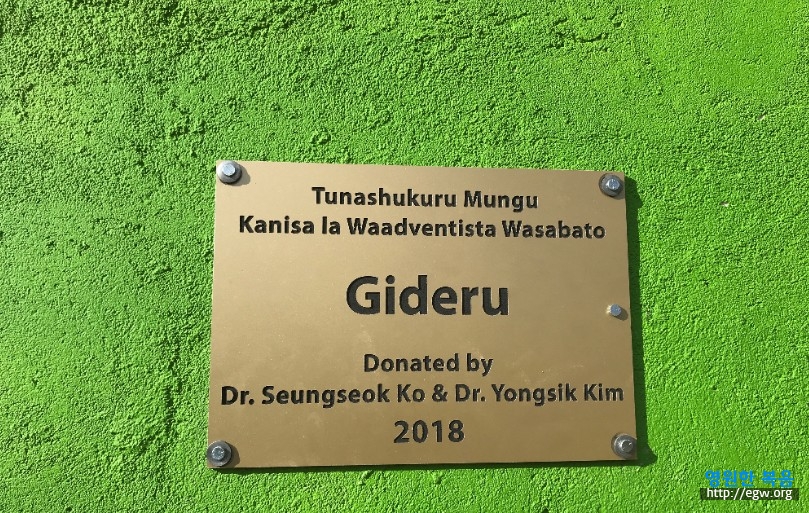 Tunashukuru Mungu
Kanisa la Waadventista Wasabato
Gideru
Donated by
Dr. Seungseok Ko & Dr. Yongsik Kim
2018
영원한 복음
http://egw.org